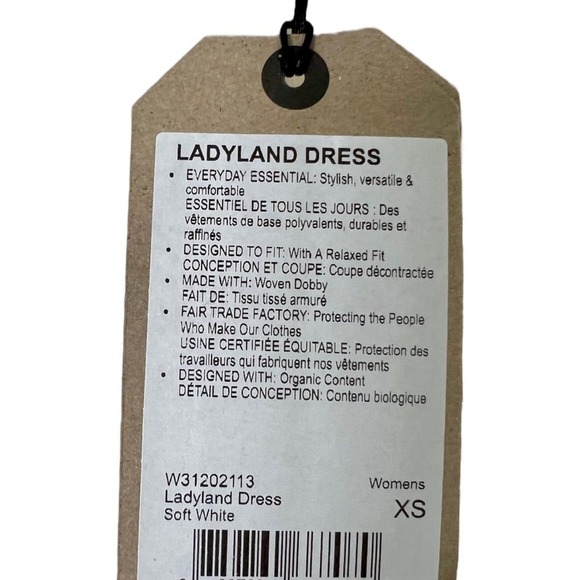 LADYLAND DRESS
• EVERYDAY ESSENTIAL: Stylish, versatile &
comfortable
ESSENTIEL DE TOUS LES JOURS : Des
vêtements de base polyvalents, durables et
raffinés
• DESIGNED TO FIT: With A Relaxed Fit
CONCEPTION ET COUPE: Coupe décontractée
• MADE WITH: Woven Dobby
FAIT DE: Tissu tissé armuré
• FAIR TRADE FACTORY: Protecting the People
Who Make Our Clothes
USINE CERTIFIÉE ÉQUITABLE: Protection des
travailleurs qui fabriquent nos vêtements
• DESIGNED WITH: Organic Content
DÉTAIL DE CONCEPTION: Contenu biologique
W31202113
Ladyland Dress
Soft White
Womens
XS